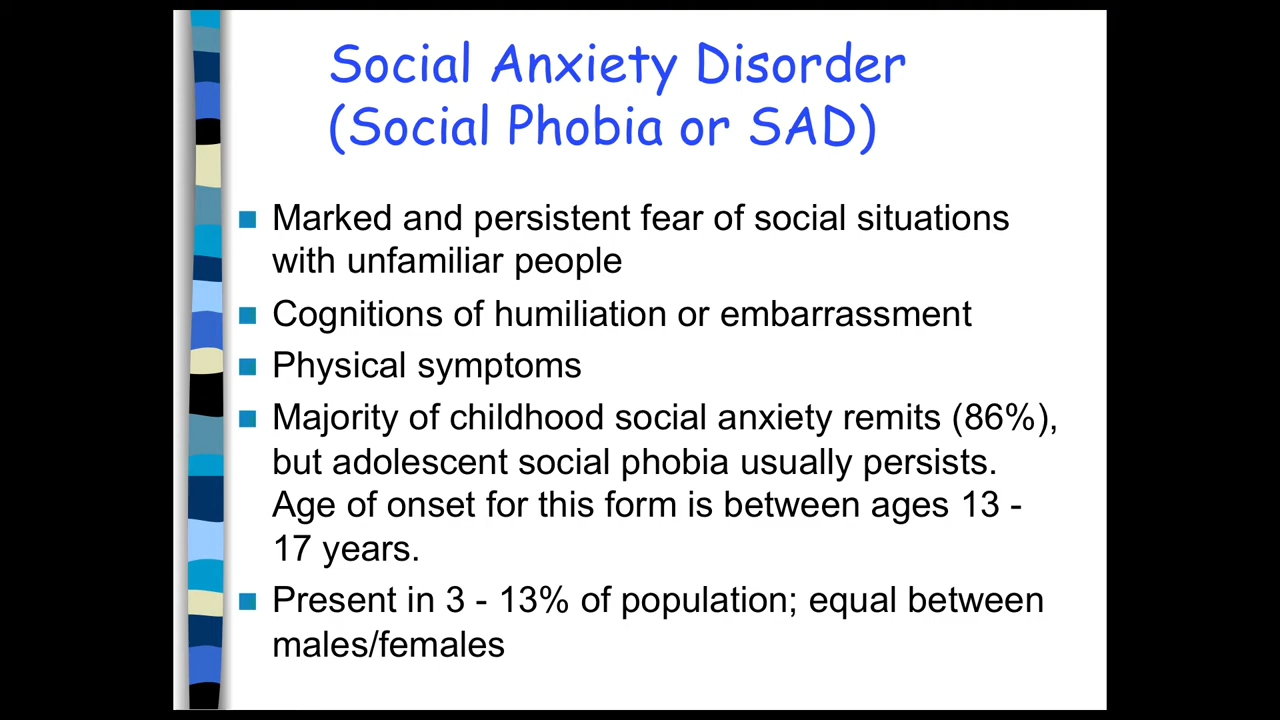 Social Anxiety Disorder
(Social Phobia or SAD)
Marked and persistent fear of social situations
with unfamiliar people
Cognitions of humiliation or embarrassment
Physical symptoms
Majority of childhood social anxiety remits (86%),
but adolescent social phobia usually persists.
Age of onset for this form is between ages 13 -
17 years.
Present in 3 - 13% of population; equal between
males/females